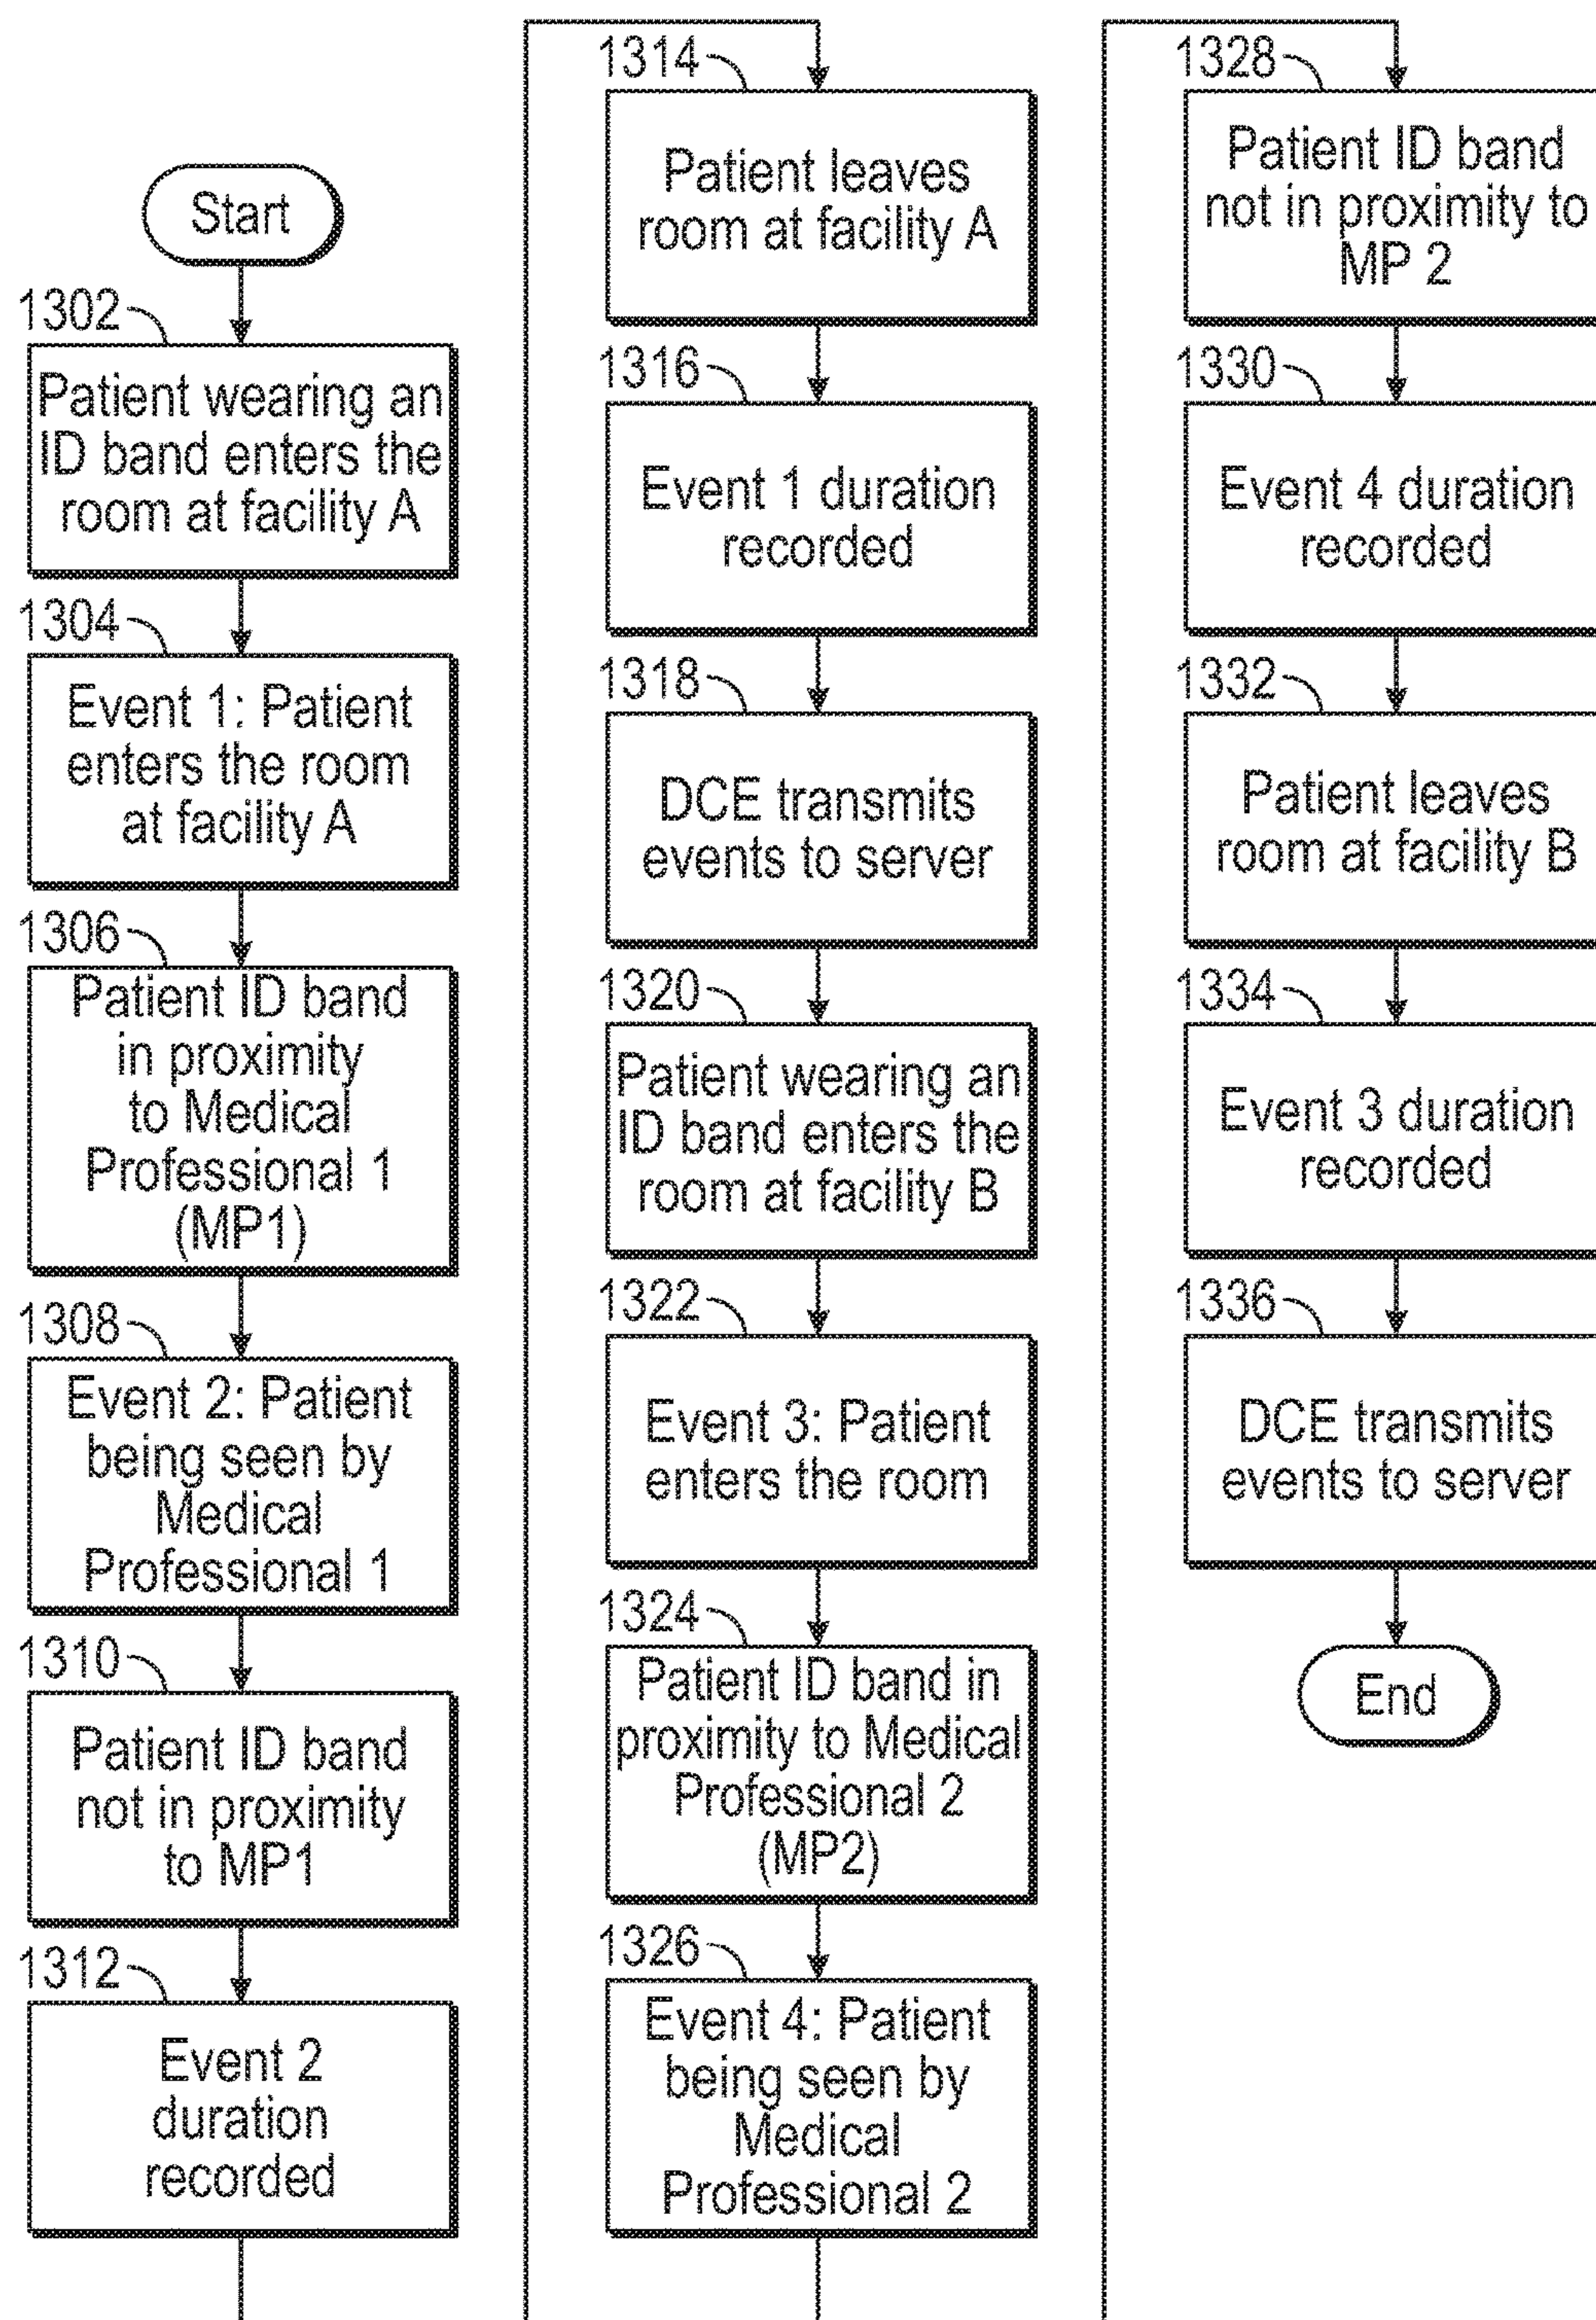 Start
1302
Patient wearing an
ID band enters the
room at facility A
1304
Event 1: Patient
enters the room
at facility A
1306
Patient ID band
in proximity
to Medical
Professional 1
(MP1)
1308
Event 2: Patient
being seen by
Medical
Professional 1
1310
Patient ID band
not in proximity
to MP1
1312
Event 2
duration
recorded
1314
Patient leaves
room at facility A
1316
Event 1 duration
recorded
1318
DCE transmits
events to server
1320
Patient wearing an
ID band enters the
room at facility B
1322
Event 3: Patient
enters the room
1324
Patient ID band in
proximity to Medical
Professional 2
(MP2)
1326
Event 4: Patient
being seen by
Medical
Professional 2
1328
Patient ID band
not in proximity to
MP 2
1330
Event 4 duration
recorded
1332
Patient leaves
room at facility B
1334
Event 3 duration
recorded
1336
DCE transmits
events to server
End